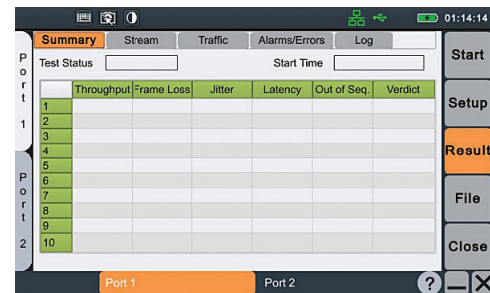 01:14:14
Summary Stream Traffic Alarms/Errors Log
Test Status Start Time
Throughput Frame Loss Jitter Latency Out of Seq. Verdict
1
2
3
4
5
6
7
8
9
10
Port 1
Port 2
Start
Setup
Result
File
Close
Port 1 Port 2 ?